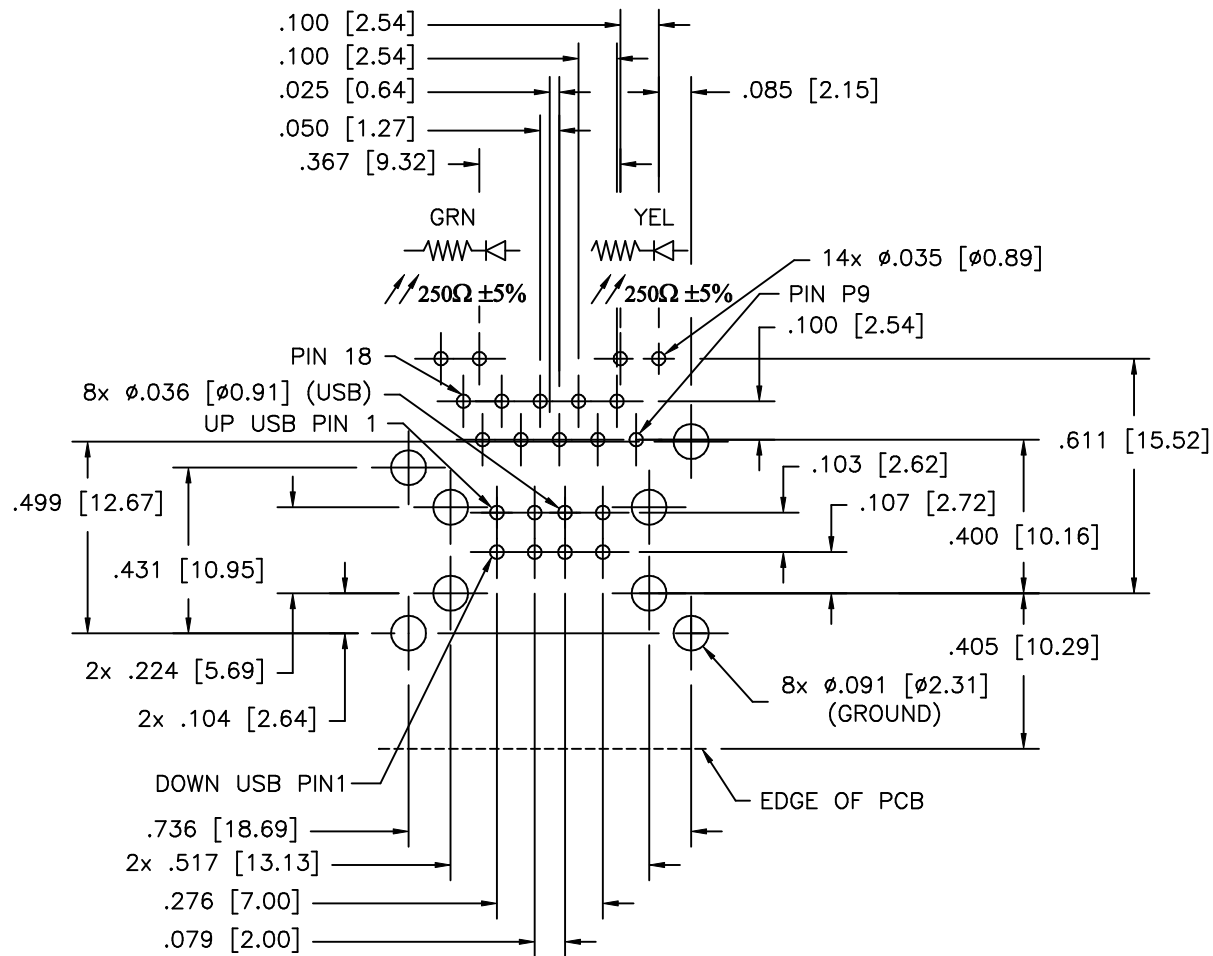 .100 [2.54]
.100 [2.54]
.025 [0.64]
.085 [2.15]
.050 [1.27]
.367 [9.32]
GRN
YEL
14x ø.035 [ø0.89]
250Ω ±5%
250Ω ±5%
PIN P9
.100 [2.54]
PIN 18
8x ø.036 [ø0.91] (USB)
UP USB PIN 1
.611 [15.52]
.103 [2.62]
.499 [12.67]
.107 [2.72]
.400 [10.16]
.431 [10.95]
.405 [10.29]
2x .224 [5.69]
8x ø.091 [ø2.31]
(GROUND)
2x .104 [2.64]
DOWN USB PIN1
EDGE OF PCB
.736 [18.69]
2x .517 [13.13]
.276 [7.00]
.079 [2.00]